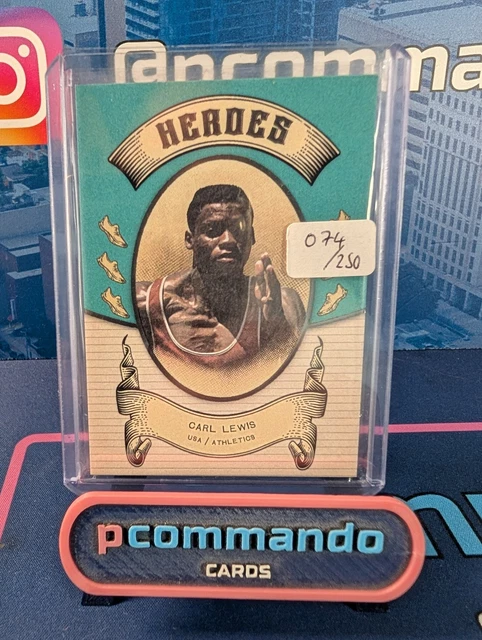 @pcomma
HEROES
074
/250
CARL LEWIS
USA / ATHLETICS
pcommando
CARDS